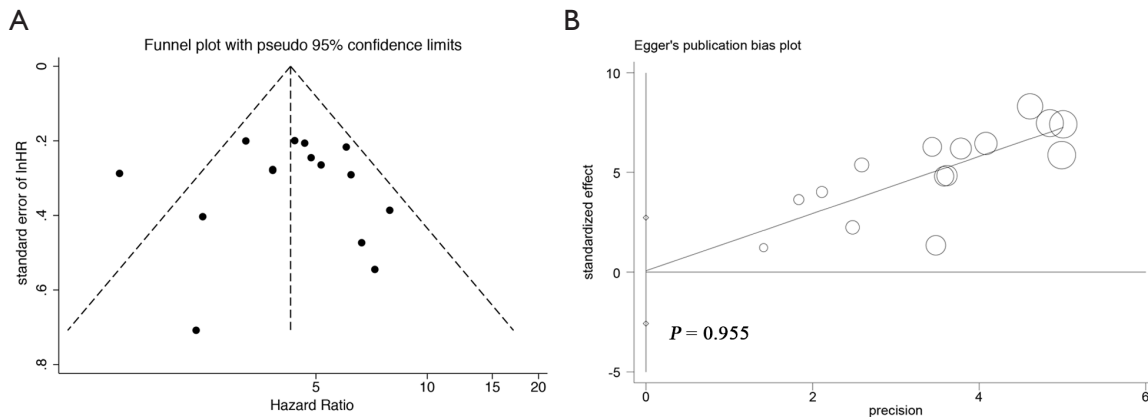 A
Funnel plot with pseudo 95% confidence limits
0
.2
.4
.6
.8
standard error of lnHR
5
10
15
20
Hazard Ratio
B
Egger's publication bias plot
10
5
0
-5
standardized effect
P = 0.955
0
2
4
6
precision